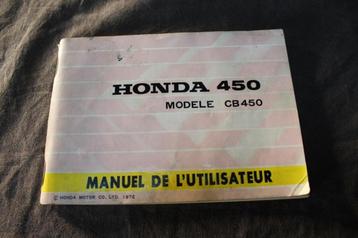 HONDA 450
MODELE CB450
MANUEL DE L'UTILISATEUR
© HONDA MOTOR CO., LTD. 1972